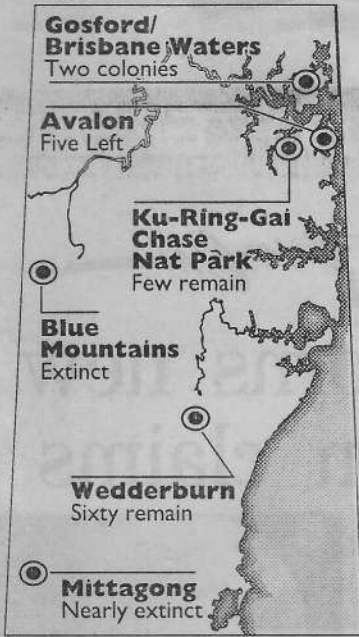 Gosford/
Brisbane Waters
Two colonies
Avalon
Five Left
Ku-Ring-Gai
Chase
Nat Park
Few remain
Blue
Mountains
Extinct
Wedderburn
Sixty remain
Mittagong
Nearly extinct